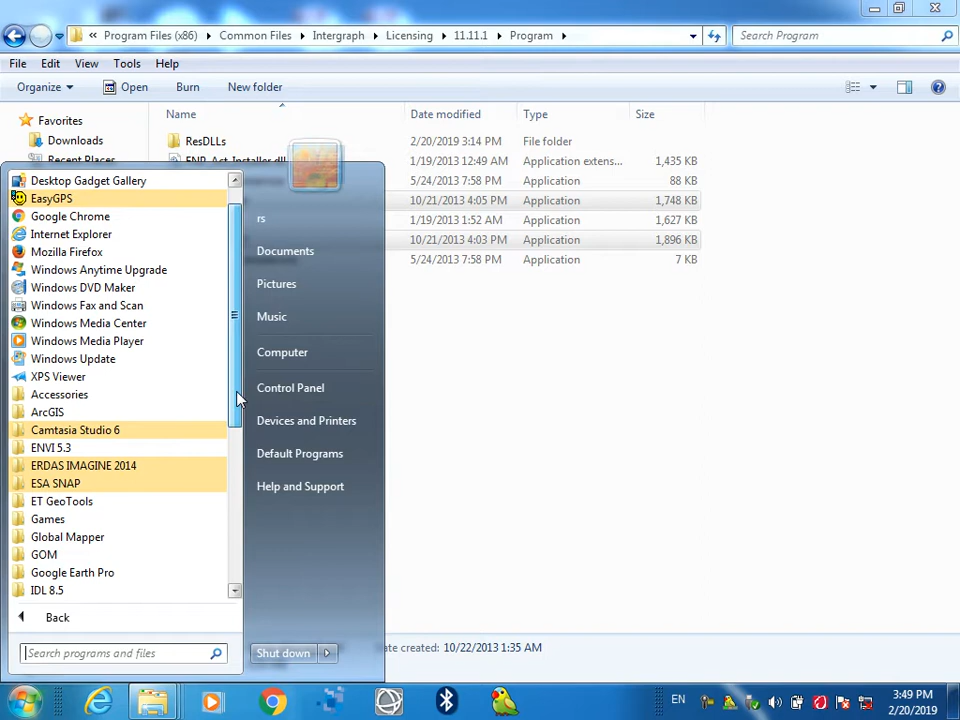 « Program Files (x86) Common Files Intergraph Licensing 11.11.1 Program
Search Program
File Edit View Tools Help
Organize Open Burn New folder
Favorites
Downloads
Recent Places
Name Date modified Type Size
ResDLLs 2/20/2019 3:14 PM File folder
FNP_Act_Installer.dll 1/19/2013 12:49 AM Application extens... 1,435 KB
5/24/2013 7:58 PM Application 88 KB
10/21/2013 4:05 PM Application 1,748 KB
1/19/2013 1:52 AM Application 1,627 KB
10/21/2013 4:03 PM Application 1,896 KB
5/24/2013 7:58 PM Application 7 KB
Desktop Gadget Gallery
EasyGPS
Google Chrome
Internet Explorer
Mozilla Firefox
Windows Anytime Upgrade
Windows DVD Maker
Windows Fax and Scan
Windows Media Center
Windows Media Player
Windows Update
XPS Viewer
Accessories
ArcGIS
Camtasia Studio 6
ENVI 5.3
ERDAS IMAGINE 2014
ESA SNAP
ET GeoTools
Games
Global Mapper
GOM
Google Earth Pro
IDL 8.5
Back
Search programs and files
rs
Documents
Pictures
Music
Computer
Control Panel
Devices and Printers
Default Programs
Help and Support
Shut down
ate created: 10/22/2013 1:35 AM
EN
3:49 PM
2/20/2019